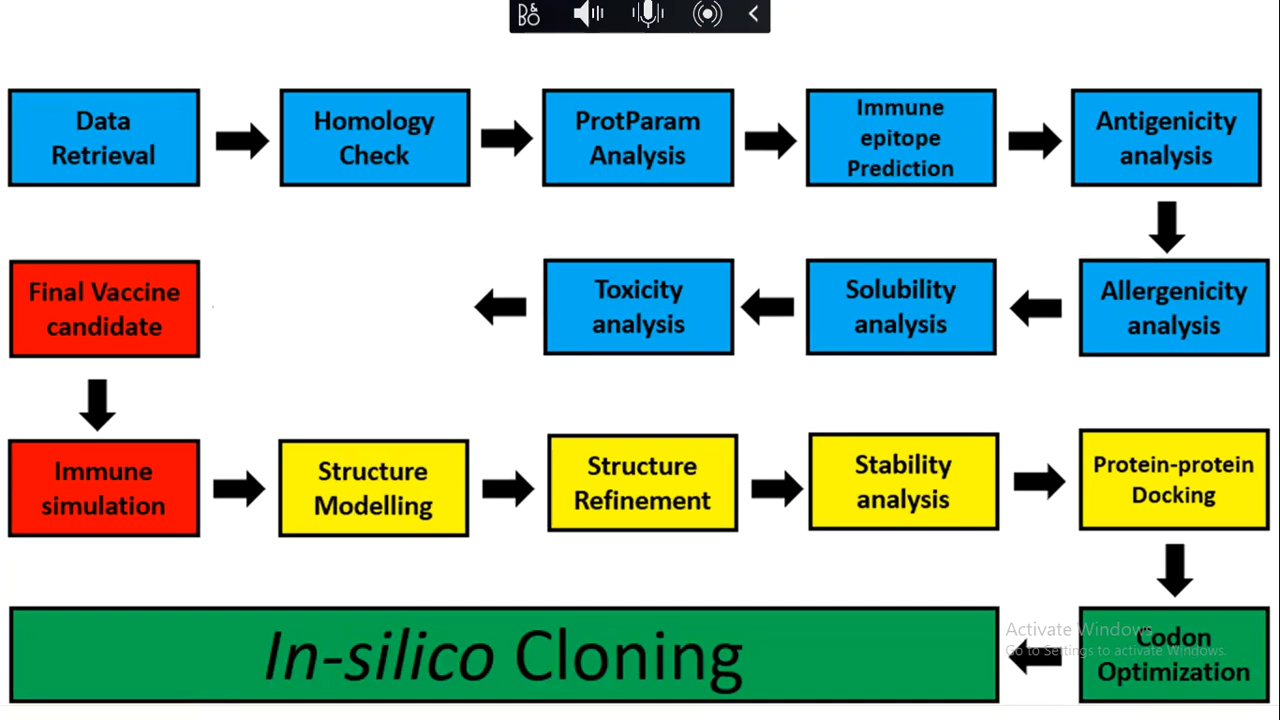 B&O
Data
Retrieval
Homology
Check
ProtParam
Analysis
Immune
epitope
Prediction
Antigenicity
analysis
Final Vaccine
candidate
Toxicity
analysis
Solubility
analysis
Allergenicity
analysis
Immune
simulation
Structure
Modelling
Structure
Refinement
Stability
analysis
Protein-protein
Docking
In-silico Cloning
Codon
Optimization
Activate Windows
Go to Settings to activate Windows.